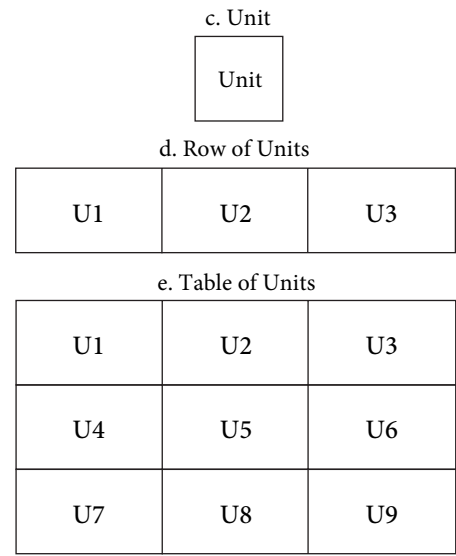 c. Unit
Unit
d. Row of Units
U1 U2 U3
e. Table of Units
U1 U2 U3
U4 U5 U6
U7 U8 U9